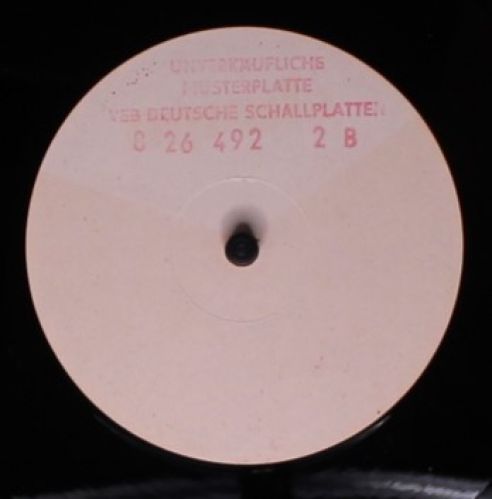 UNVERKÄUFLICHE
MUSTERPLATTE
VEB DEUTSCHE SCHALLPLATTEN
8 26 492 2 B